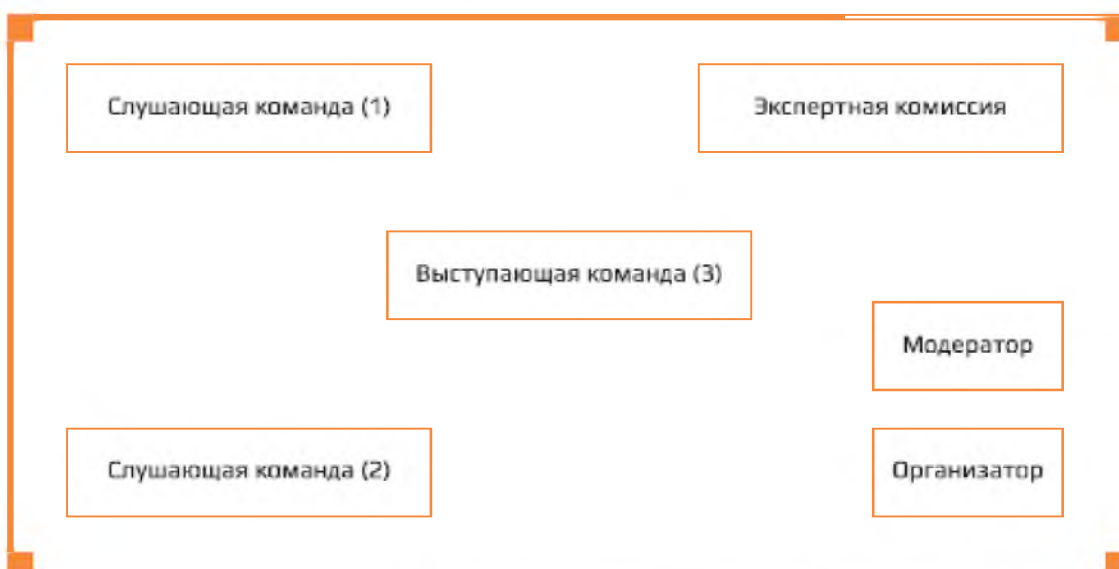 Слушающая команда (1)
Экспертная комиссия
Выступающая команда (3)
Модератор
Слушающая команда (2)
Организатор